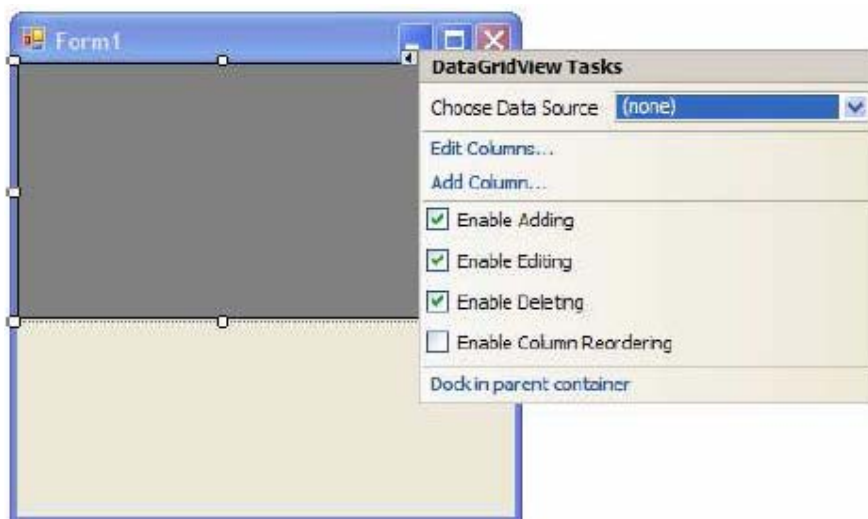 Form1
DataGridView Tasks
Choose Data Source (none)
Edit Columns...
Add Column...
Enable Adding
Enable Editing
Enable Deleting
Enable Column Reordering
Dock in parent container